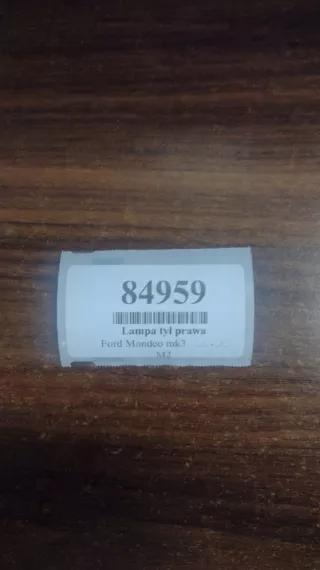 84959
Lampa tył prawa
Ford Mondeo mk3
M2